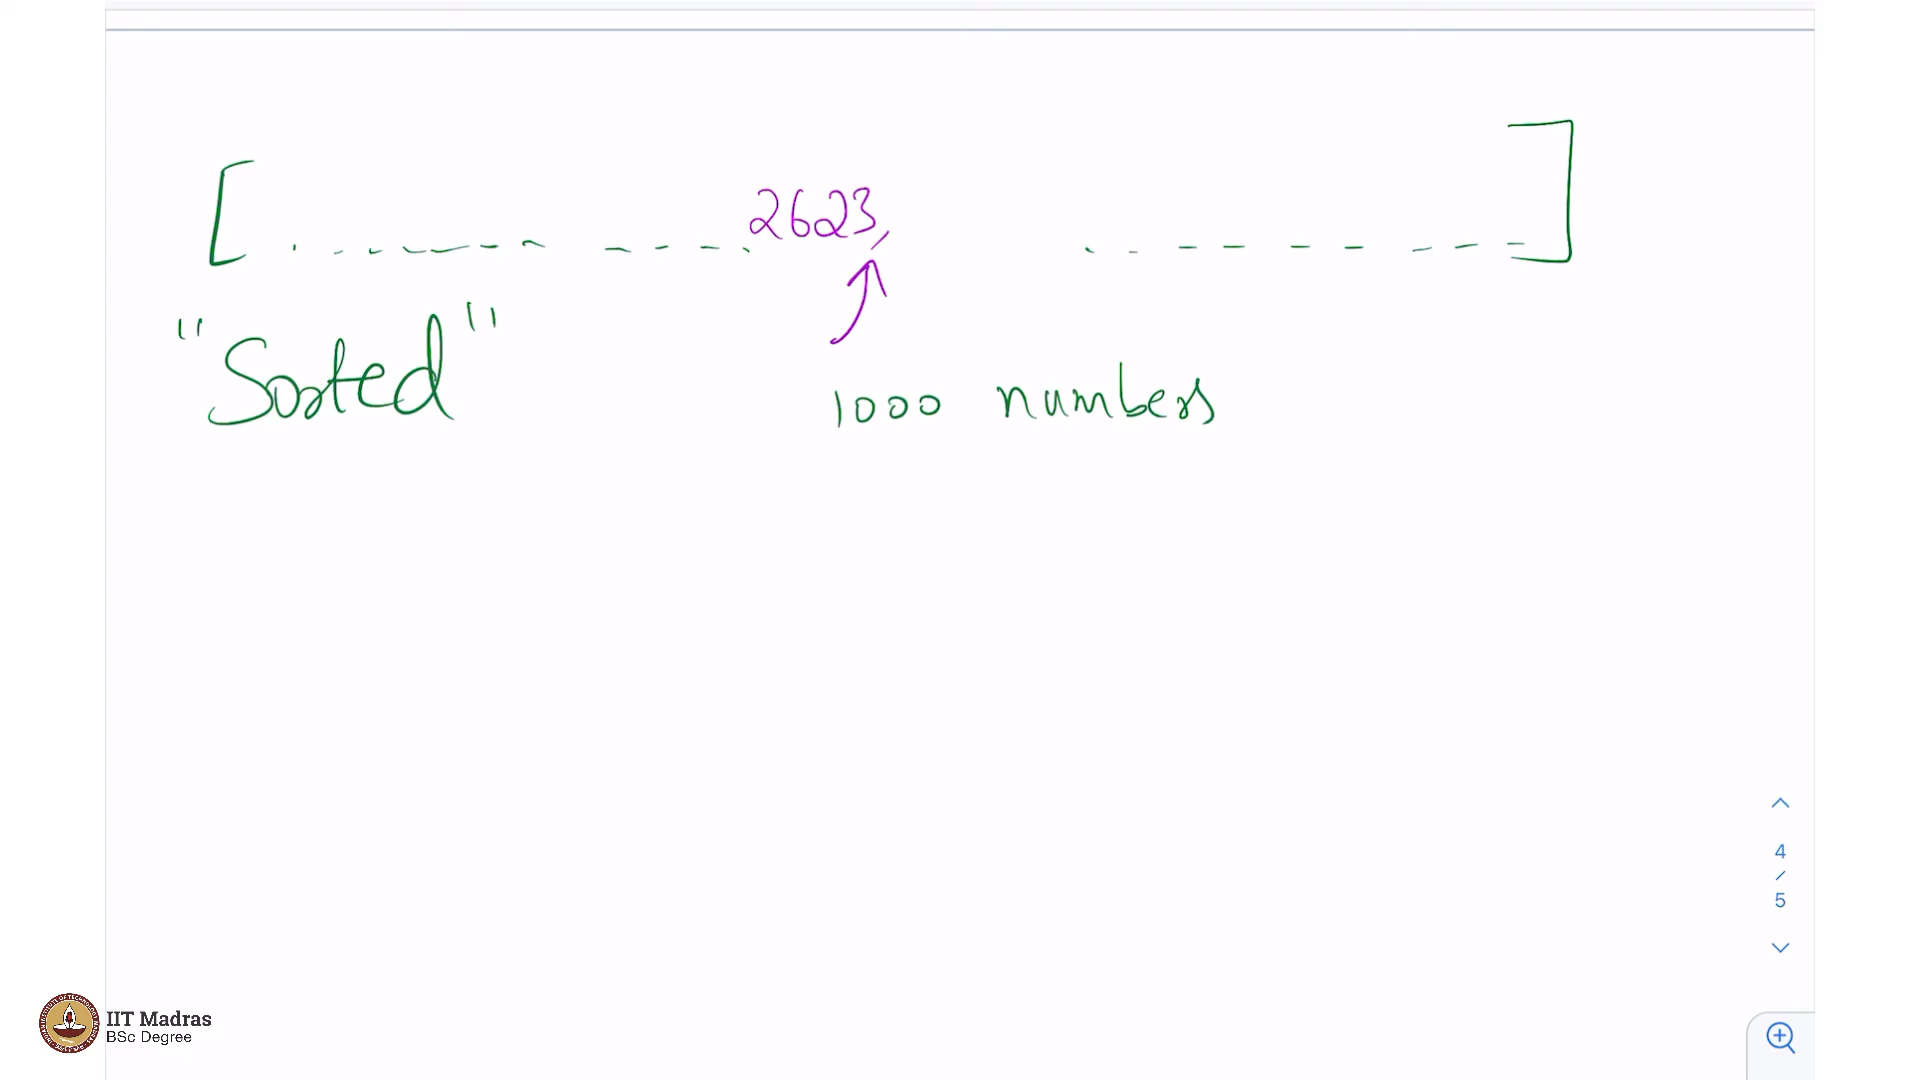 [ 2623, ]
"Sorted"
1000 numbers
4
/
5
IIT Madras
BSc Degree